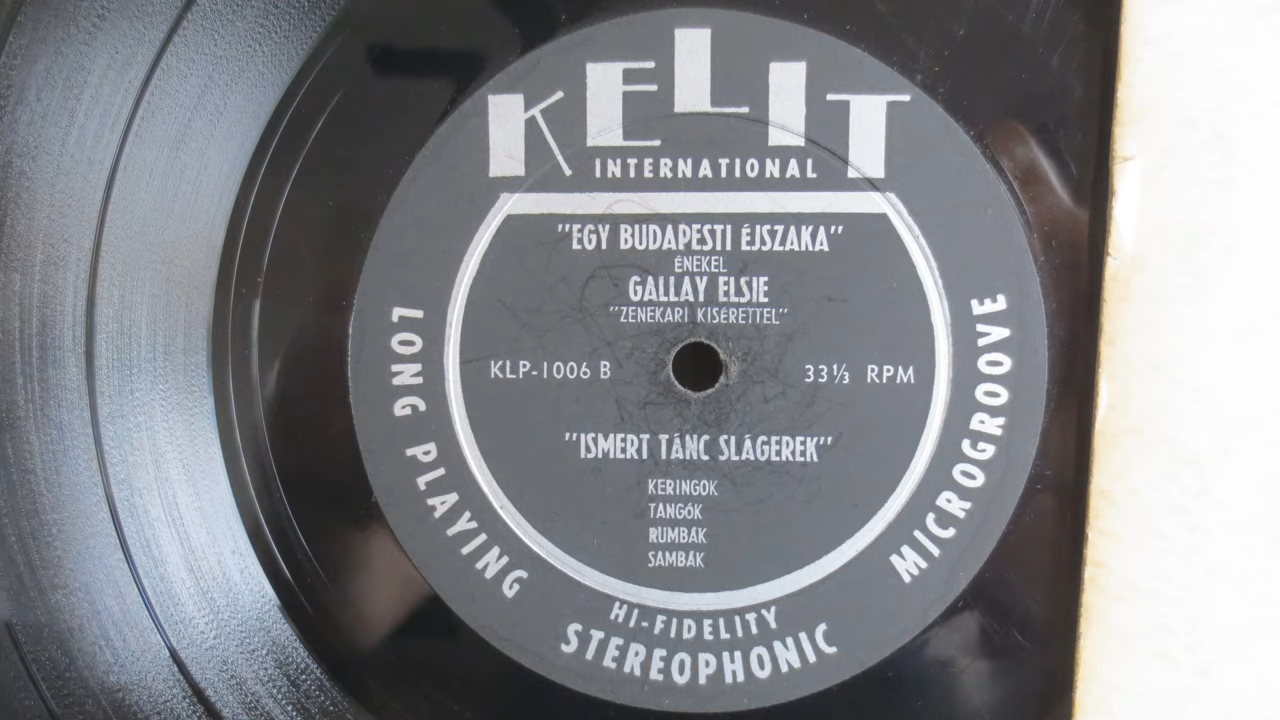 KELIT
INTERNATIONAL
"EGY BUDAPESTI ÉJSZAKA"
ÉNEKEL
GALLAY ELSIE
"ZENEKARI KISÉRETTEL"
KLP-1006 B
33⅓ RPM
"ISMERT TÁNC SLÁGEREK"
KERINGOK
TANGÓK
RUMBÁK
SAMBÁK
LONG PLAYING
HI-FIDELITY
STEREOPHONIC
MICROGROOVE